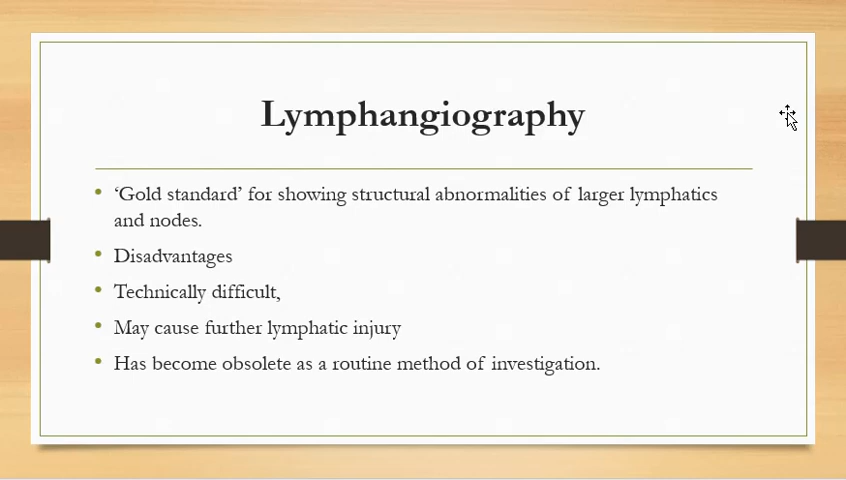 Lymphangiography
• ‘Gold standard’ for showing structural abnormalities of larger lymphatics
and nodes.
• Disadvantages
• Technically difficult,
• May cause further lymphatic injury
• Has become obsolete as a routine method of investigation.